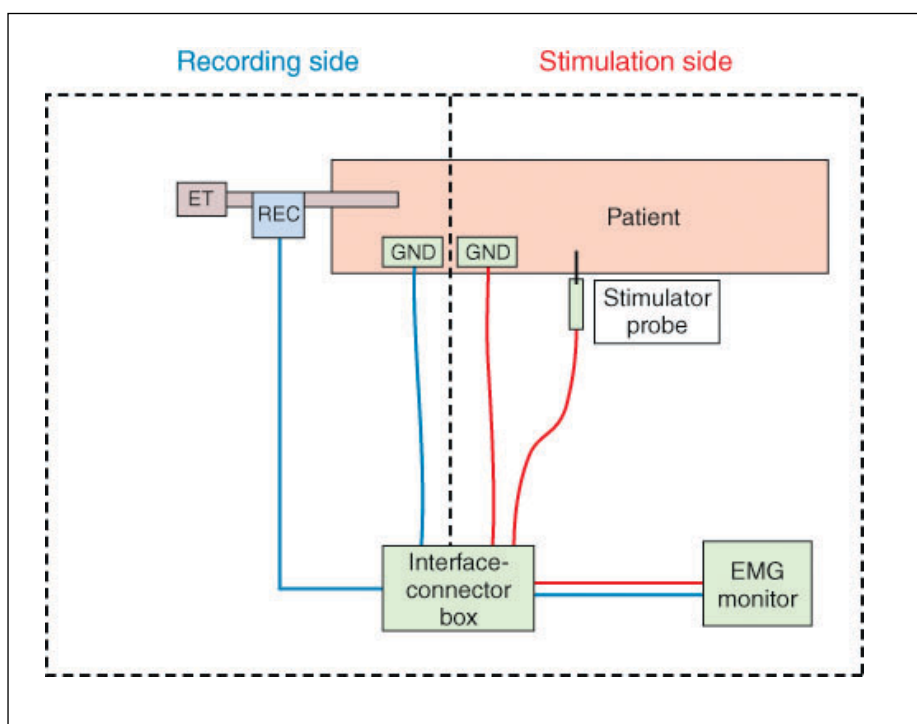 Recording side
Stimulation side
ET
REC
Patient
GND
GND
Stimulator
probe
Interface-
connector
box
EMG
monitor